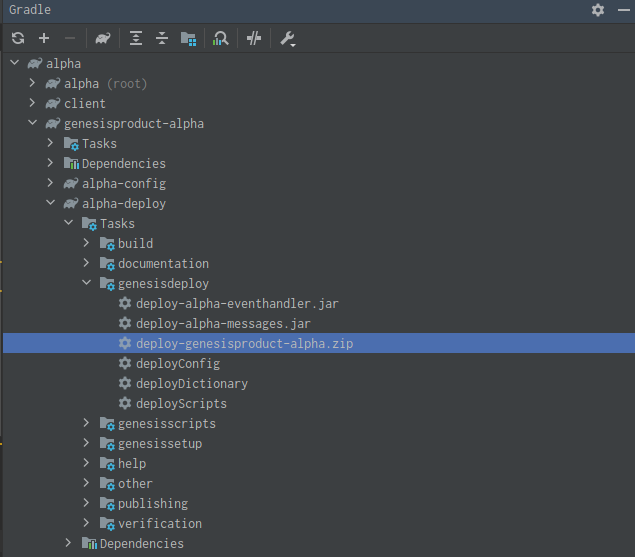 Gradle
alpha
alpha (root)
client
genesisproduct-alpha
Tasks
Dependencies
alpha-config
alpha-deploy
Tasks
build
documentation
genesisdeploy
deploy-alpha-eventhandler.jar
deploy-alpha-messages.jar
deploy-genesisproduct-alpha.zip
deployConfig
deployDictionary
deployScripts
genesisscripts
genesissetup
help
other
publishing
verification
Dependencies